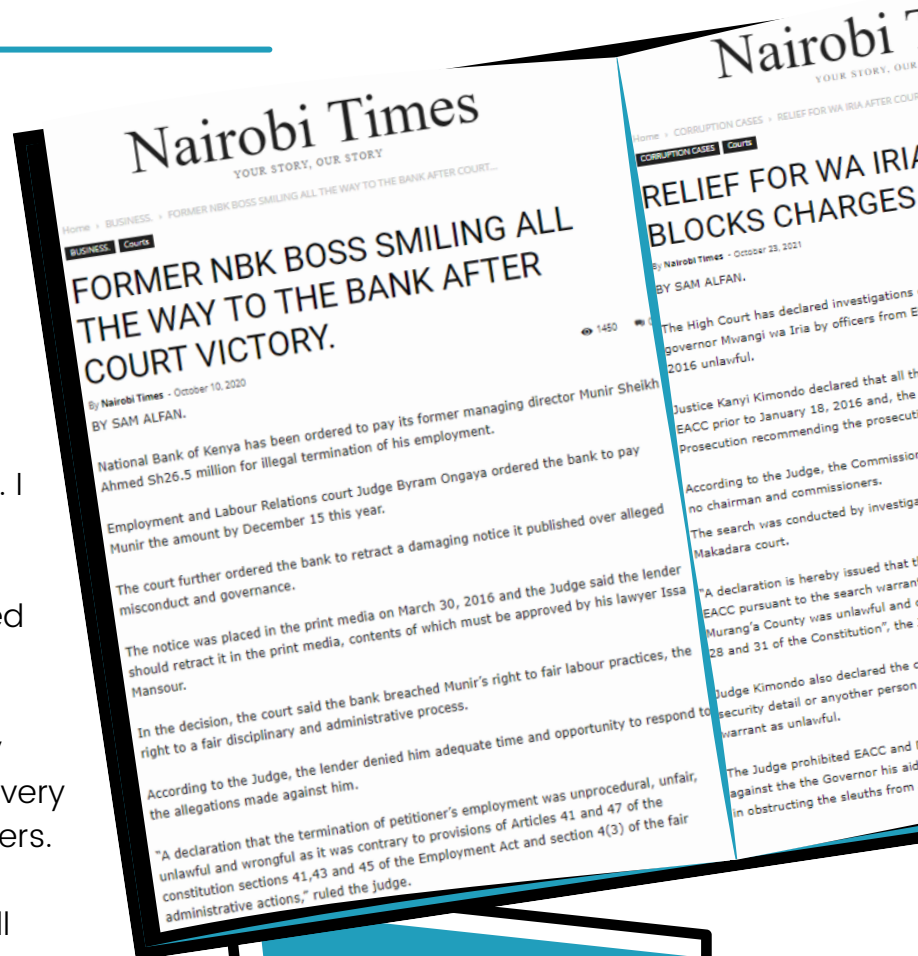 . I
ed
very
ers.
Nairobi Times
YOUR STORY, OUR STORY
Home › BUSINESS. › FORMER NBK BOSS SMILING ALL THE WAY TO THE BANK AFTER COURT...
BUSINESS. Courts
FORMER NBK BOSS SMILING ALL
THE WAY TO THE BANK AFTER
COURT VICTORY.
By Nairobi Times - October 10, 2020
1450
BY SAM ALFAN.
National Bank of Kenya has been ordered to pay its former managing director Munir Sheikh
Ahmed Sh26.5 million for illegal termination of his employment.
Employment and Labour Relations court Judge Byram Ongaya ordered the bank to pay
Munir the amount by December 15 this year.
The court further ordered the bank to retract a damaging notice it published over alleged
misconduct and governance.
The notice was placed in the print media on March 30, 2016 and the Judge said the lender
should retract it in the print media, contents of which must be approved by his lawyer Issa
Mansour.
In the decision, the court said the bank breached Munir's right to fair labour practices, the
right to a fair disciplinary and administrative process.
According to the Judge, the lender denied him adequate time and opportunity to respond to
the allegations made against him.
"A declaration that the termination of petitioner's employment was unprocedural, unfair,
unlawful and wrongful as it was contrary to provisions of Articles 41 and 47 of the
constitution sections 41,43 and 45 of the Employment Act and section 4(3) of the fair
administrative actions," ruled the judge.
Nairobi
YOUR STORY, OUR
Home › CORRUPTION CASES › RELIEF FOR WA IRIA AFTER COUR
CORRUPTION CASES Courts
RELIEF FOR WA IRIA
BLOCKS CHARGES
By Nairobi Times - October 23, 2021
BY SAM ALFAN.
The High Court has declared investigations
governor Mwangi wa Iria by officers from E
2016 unlawful.
Justice Kanyi Kimondo declared that all th
EACC prior to January 18, 2016 and, the
Prosecution recommending the prosecuti
According to the Judge, the Commission
no chairman and commissioners.
The search was conducted by investiga
Makadara court.
"A declaration is hereby issued that th
EACC pursuant to the search warrant
Murang'a County was unlawful and
28 and 31 of the Constitution", the
Judge Kimondo also declared the
security detail or anyother person
warrant as unlawful.
The Judge prohibited EACC and
against the the Governor his aid
in obstructing the sleuths from